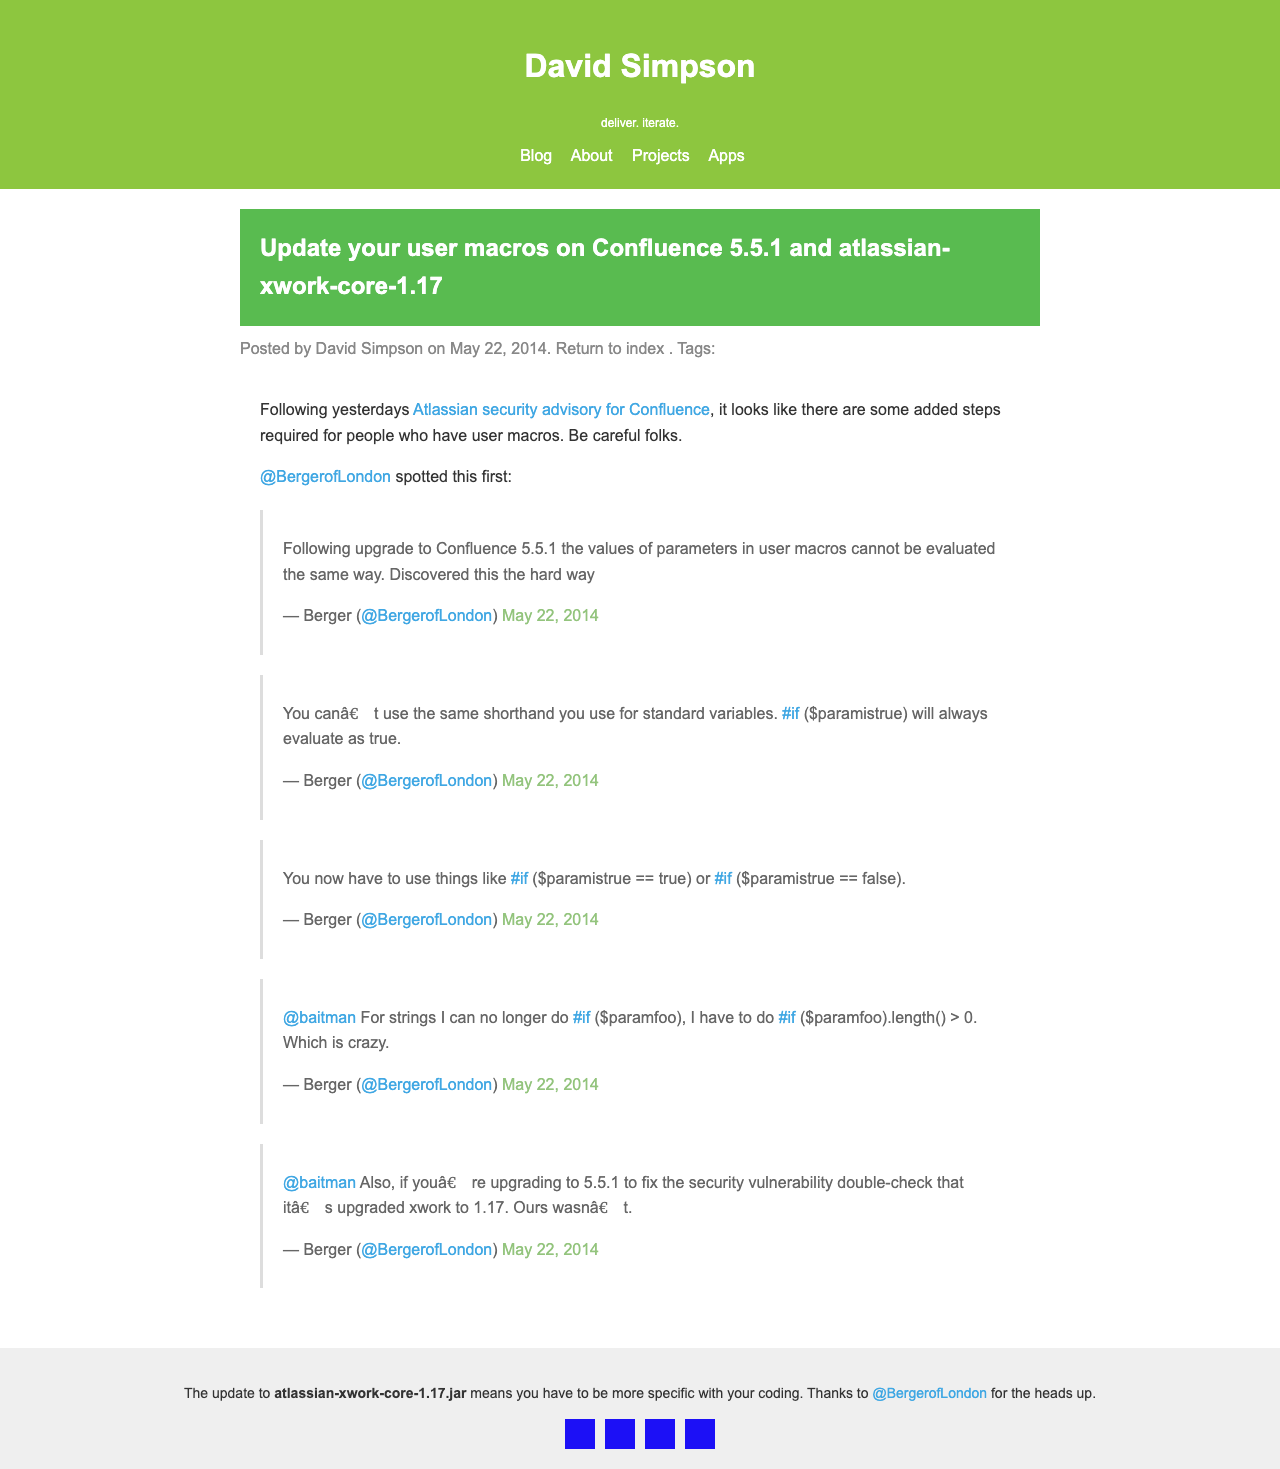 David Simpson
deliver. iterate.
Blog About Projects Apps
Update your user macros on Confluence 5.5.1 and atlassian-
xwork-core-1.17
Posted by David Simpson on May 22, 2014. Return to index . Tags:
Following yesterdays Atlassian security advisory for Confluence, it looks like there are some added steps
required for people who have user macros. Be careful folks.
@BergerofLondon spotted this first:
Following upgrade to Confluence 5.5.1 the values of parameters in user macros cannot be evaluated
the same way. Discovered this the hard way
— Berger (@BergerofLondon) May 22, 2014
You canâ€ t use the same shorthand you use for standard variables. #if ($paramistrue) will always
evaluate as true.
— Berger (@BergerofLondon) May 22, 2014
You now have to use things like #if ($paramistrue == true) or #if ($paramistrue == false).
— Berger (@BergerofLondon) May 22, 2014
@baitman For strings I can no longer do #if ($paramfoo), I have to do #if ($paramfoo).length() > 0.
Which is crazy.
— Berger (@BergerofLondon) May 22, 2014
@baitman Also, if youâ€ re upgrading to 5.5.1 to fix the security vulnerability double-check that
itâ€ s upgraded xwork to 1.17. Ours wasnâ€ t.
— Berger (@BergerofLondon) May 22, 2014
The update to atlassian-xwork-core-1.17.jar means you have to be more specific with your coding. Thanks to @BergerofLondon for the heads up.